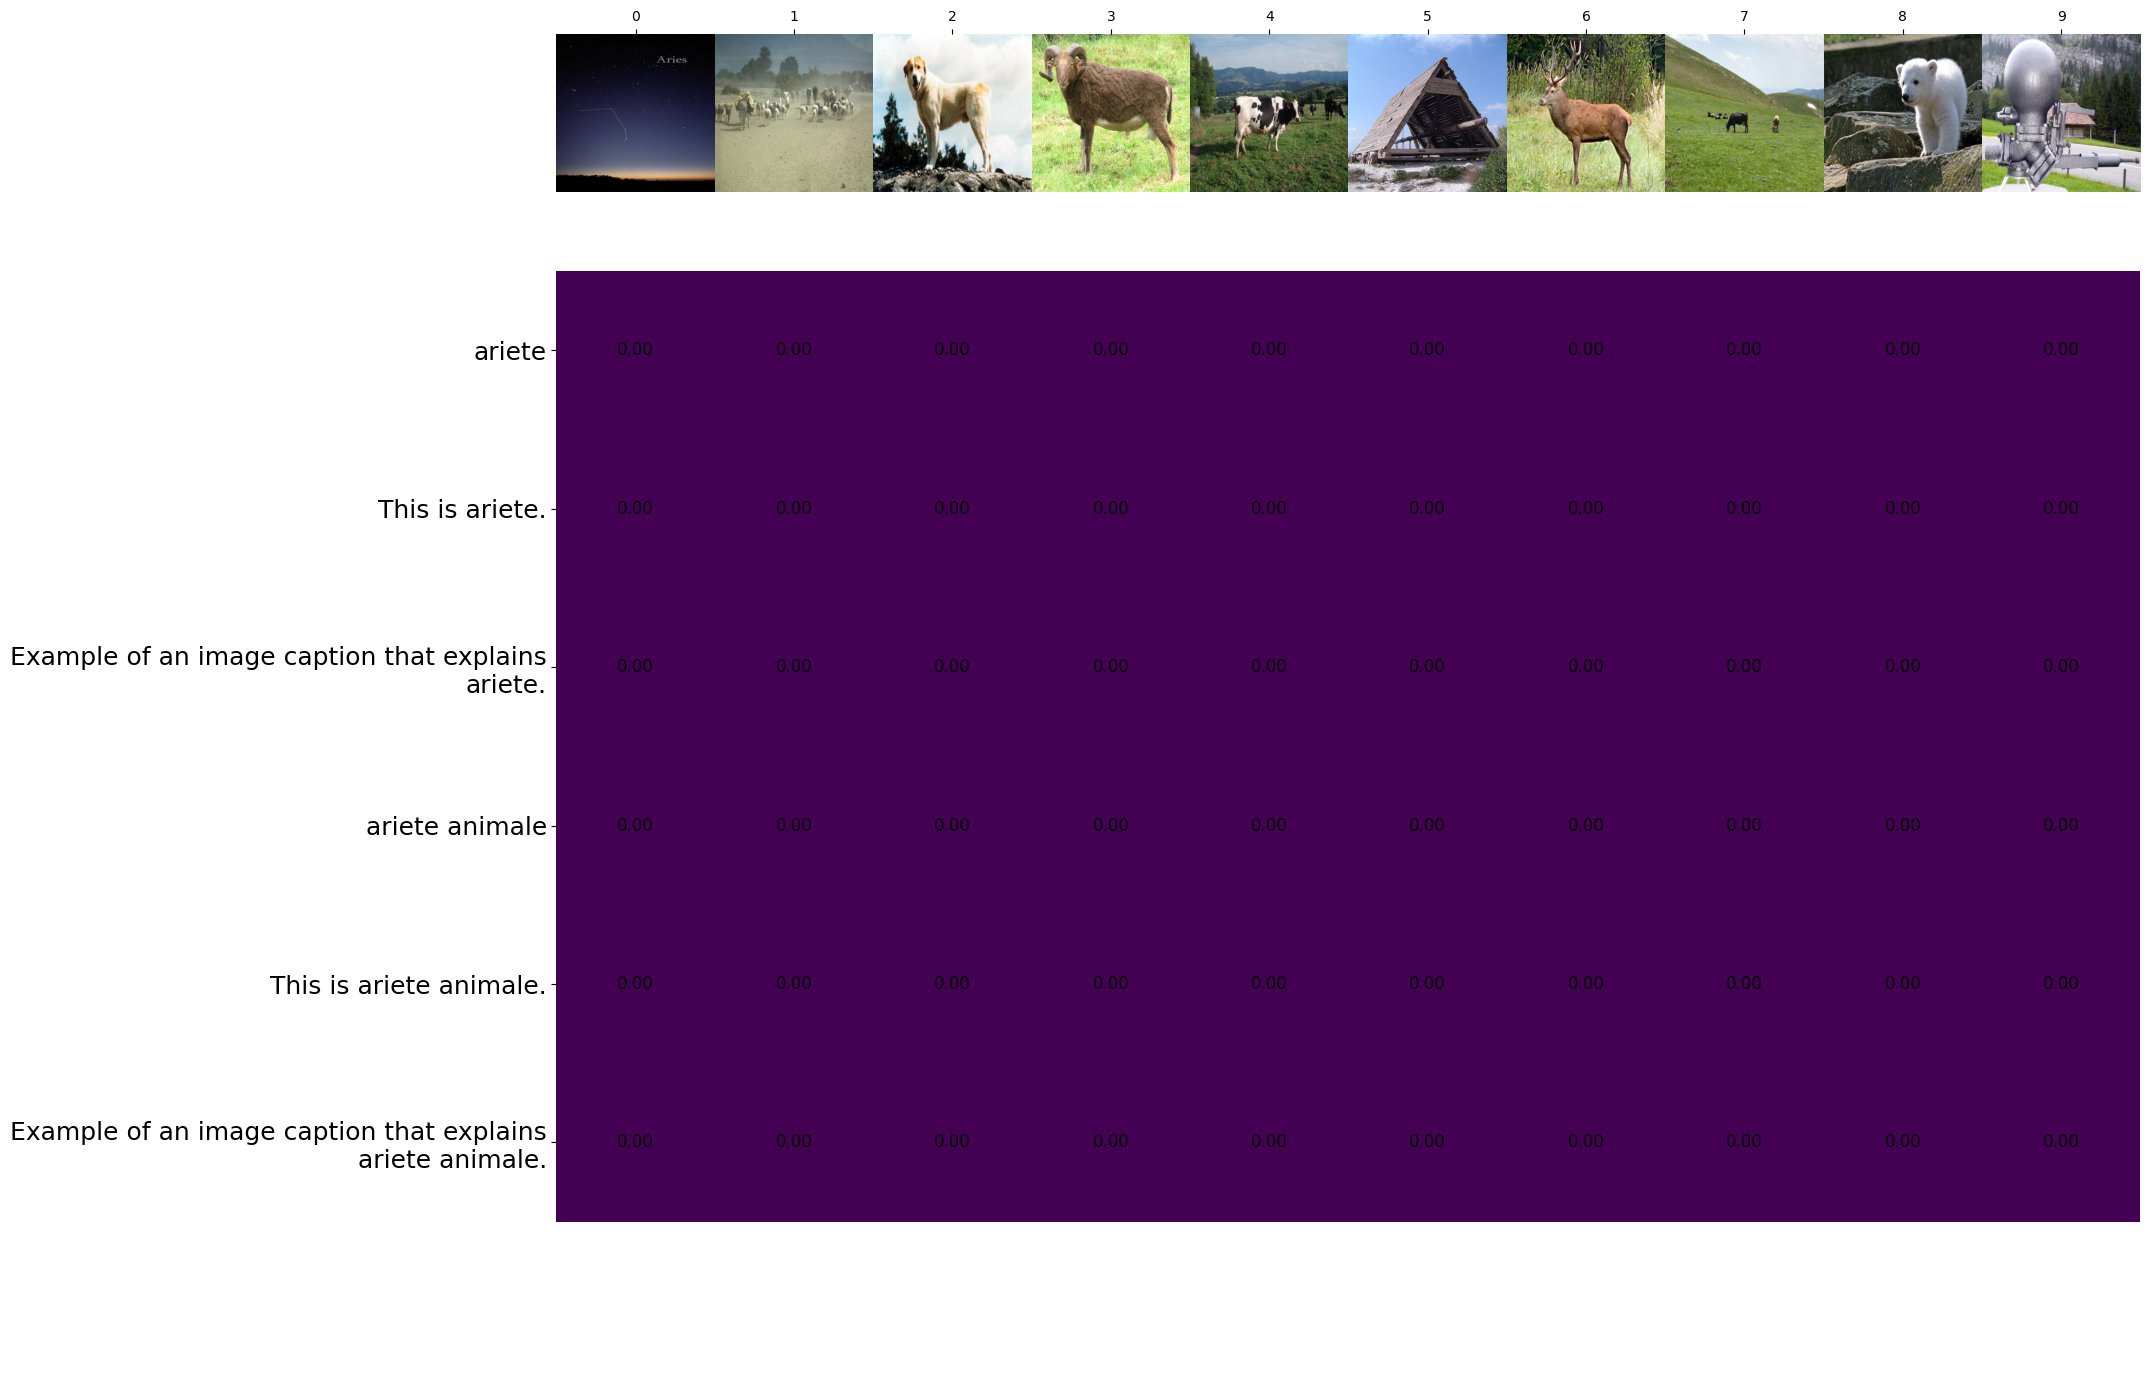 0 1 2 3 4 5 6 7 8 9
Aries
ariete 0.00 0.00 0.00 0.00 0.00 0.00 0.00 0.00 0.00 0.00
This is ariete. 0.00 0.00 0.00 0.00 0.00 0.00 0.00 0.00 0.00 0.00
Example of an image caption that explains
ariete. 0.00 0.00 0.00 0.00 0.00 0.00 0.00 0.00 0.00 0.00
ariete animale 0.00 0.00 0.00 0.00 0.00 0.00 0.00 0.00 0.00 0.00
This is ariete animale. 0.00 0.00 0.00 0.00 0.00 0.00 0.00 0.00 0.00 0.00
Example of an image caption that explains
ariete animale. 0.00 0.00 0.00 0.00 0.00 0.00 0.00 0.00 0.00 0.00